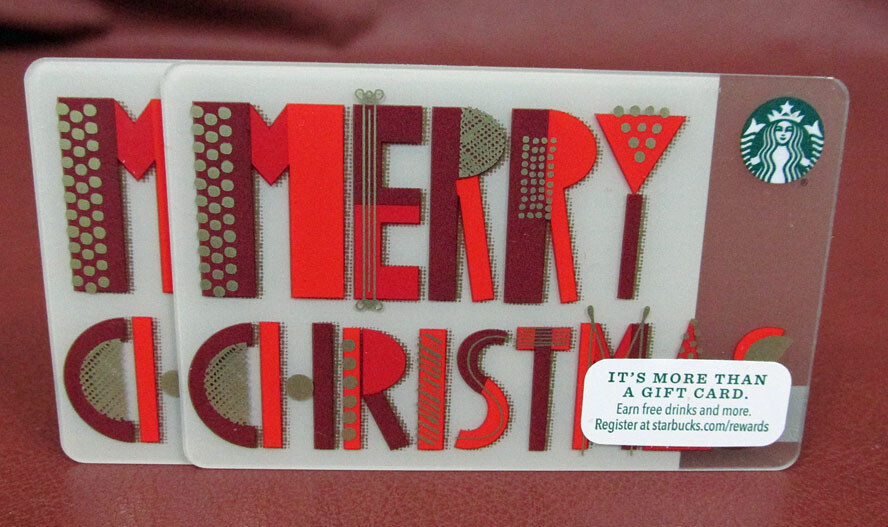 M
C
MERRY
CHRISTMAS
IT'S MORE THAN
A GIFT CARD.
Earn free drinks and more.
Register at starbucks.com/rewards